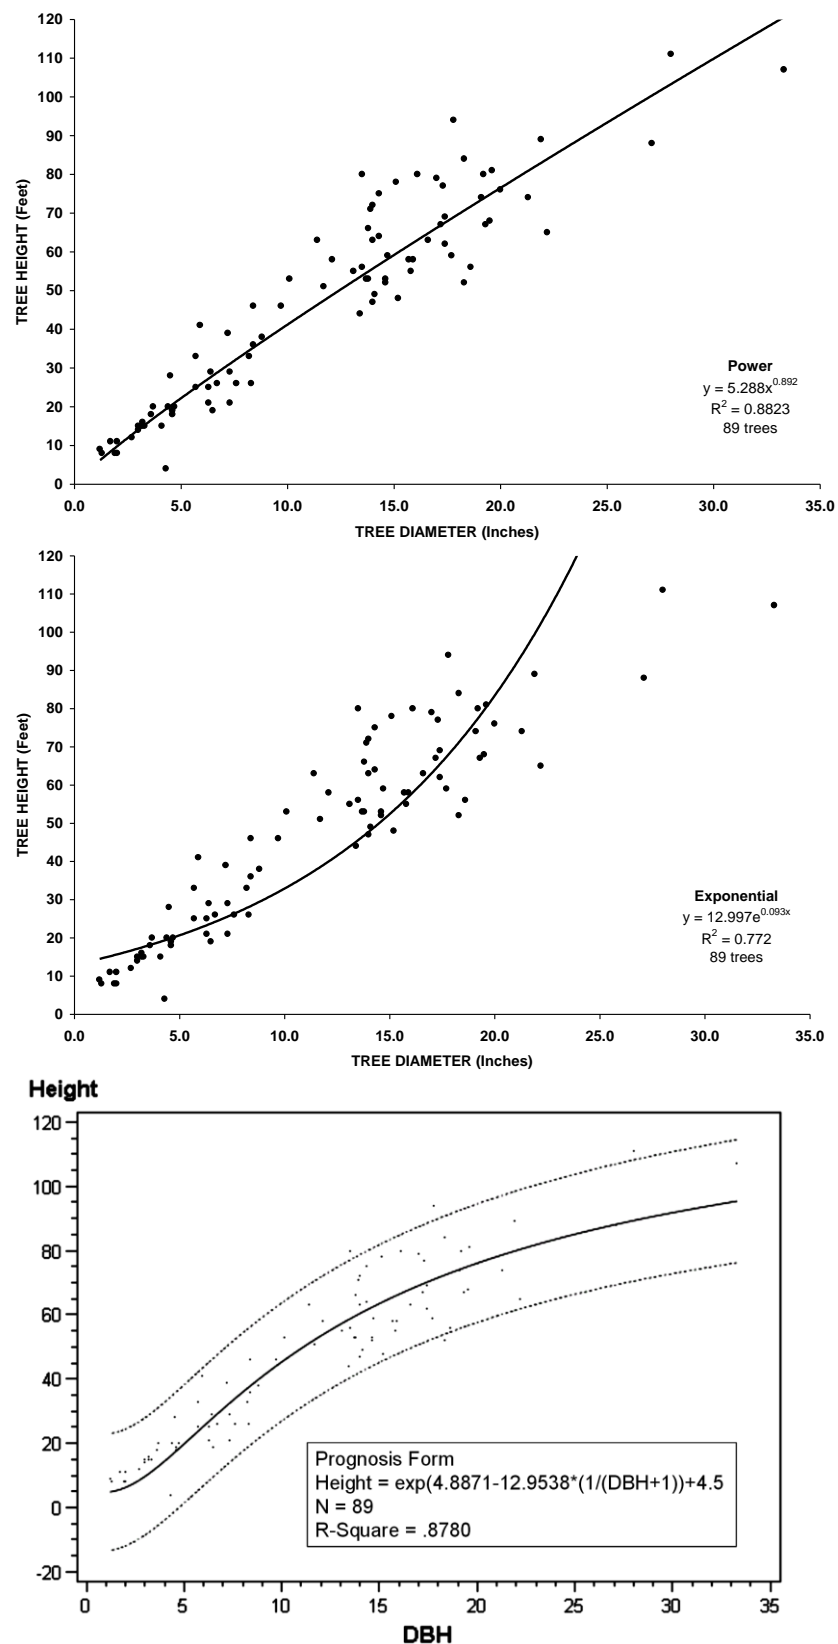 120
110
100
90
80
70
60
50
40
30
20
10
0
TREE HEIGHT (Feet)
Power
y = 5.288x^0.892
R^2 = 0.8823
89 trees
0.0 5.0 10.0 15.0 20.0 25.0 30.0 35.0
TREE DIAMETER (Inches)
120
110
100
90
80
70
60
50
40
30
20
10
0
TREE HEIGHT (Feet)
Exponential
y = 12.997e^0.093x
R^2 = 0.772
89 trees
0.0 5.0 10.0 15.0 20.0 25.0 30.0 35.0
TREE DIAMETER (Inches)
Height
120
100
80
60
40
20
0
-20
Prognosis Form
Height = exp(4.8871-12.9538*(1/(DBH+1))+4.5
N = 89
R-Square = .8780
0 5 10 15 20 25 30 35
DBH